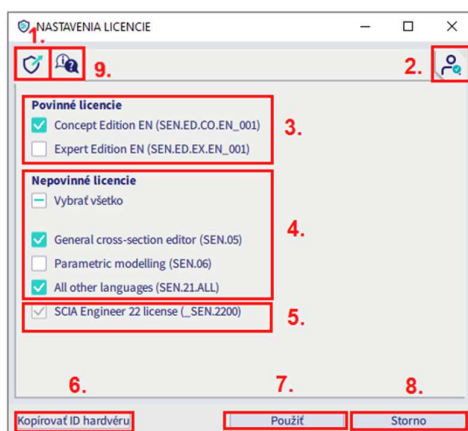 NASTAVENIA LICENCIE
1.
9.
2.
Povinné licencie
Concept Edition EN (SEN.ED.CO.EN_001)
3.
Expert Edition EN (SEN.ED.EX.EN_001)
Nepovinné licencie
Vybrať všetko
4.
General cross-section editor (SEN.05)
Parametric modelling (SEN.06)
All other languages (SEN.21.ALL)
SCIA Engineer 22 license (_SEN.2200)
5.
6.
7.
8.
Kopírovať ID hardvéru
Použiť
Storno